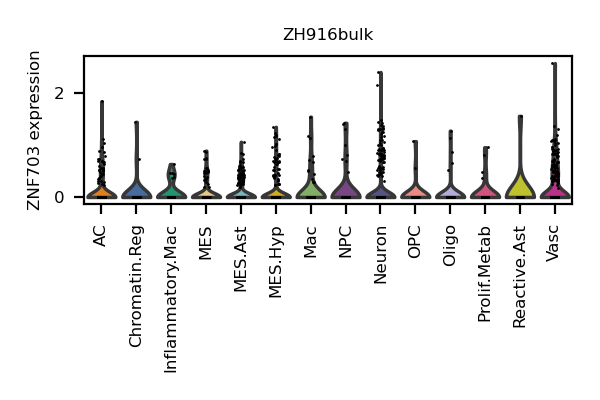 ZH916bulk
ZNF703 expression
2
0
AC
Chromatin.Reg
Inflammatory.Mac
MES
MES.Ast
MES.Hyp
Mac
NPC
Neuron
OPC
Oligo
Prolif.Metab
Reactive.Ast
Vasc